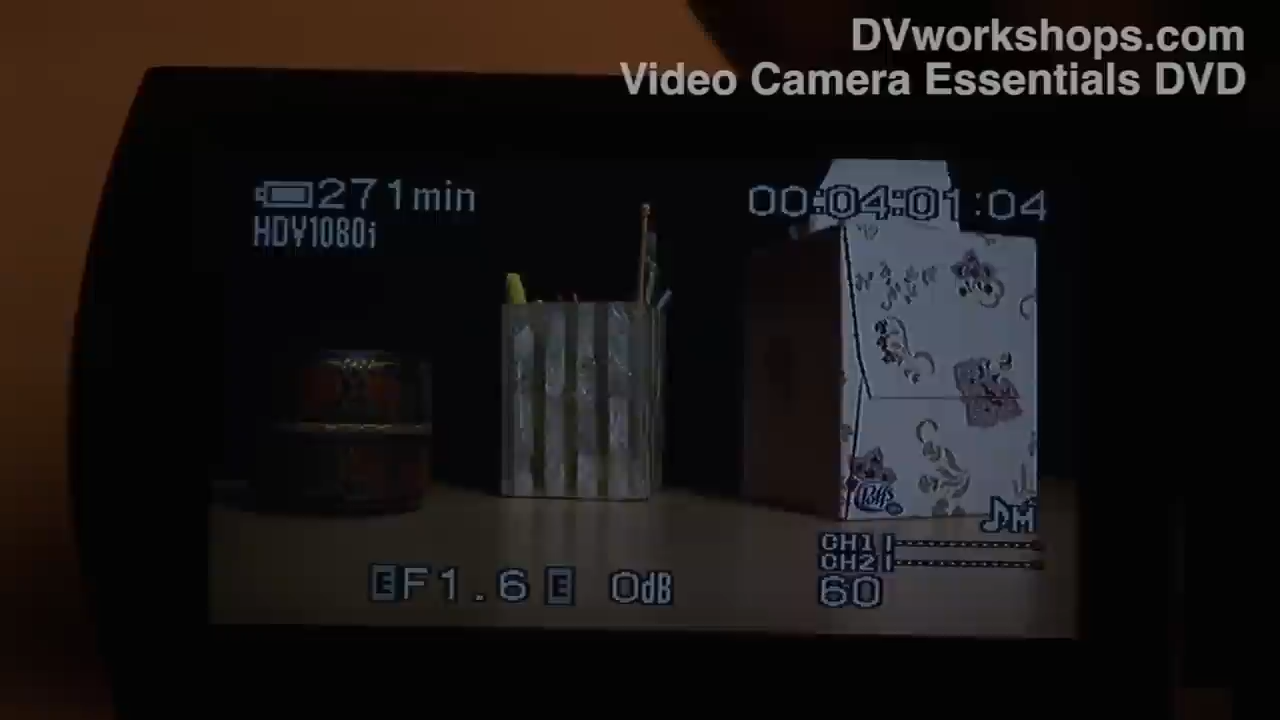 DVworkshops.com
Video Camera Essentials DVD
271min
00:04:01:04
HDV1080i
CH1
CH2
E F1.6 E 0dB
60